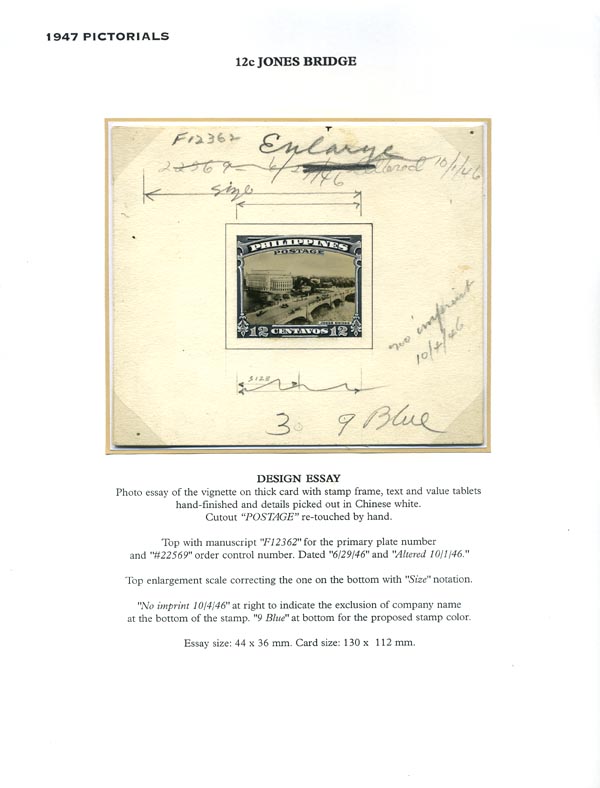 1947 PICTORIALS
12c JONES BRIDGE
F12362
Enlarge
22569 6/29/46 Altered 10/1/46
Size
PHILIPPINES
POSTAGE
JONES BRIDGE
12 CENTAVOS 12
no imprint
10/4/46
SIZE
3 9 Blue
DESIGN ESSAY
Photo essay of the vignette on thick card with stamp frame, text and value tablets
hand-finished and details picked out in Chinese white.
Cutout "POSTAGE" re-touched by hand.
Top with manuscript "F12362" for the primary plate number
and "#22569" order control number. Dated "6/29/46" and "Altered 10/1/46."
Top enlargement scale correcting the one on the bottom with "Size" notation.
"No imprint 10/4/46" at right to indicate the exclusion of company name
at the bottom of the stamp. "9 Blue" at bottom for the proposed stamp color.
Essay size: 44 x 36 mm. Card size: 130 x 112 mm.